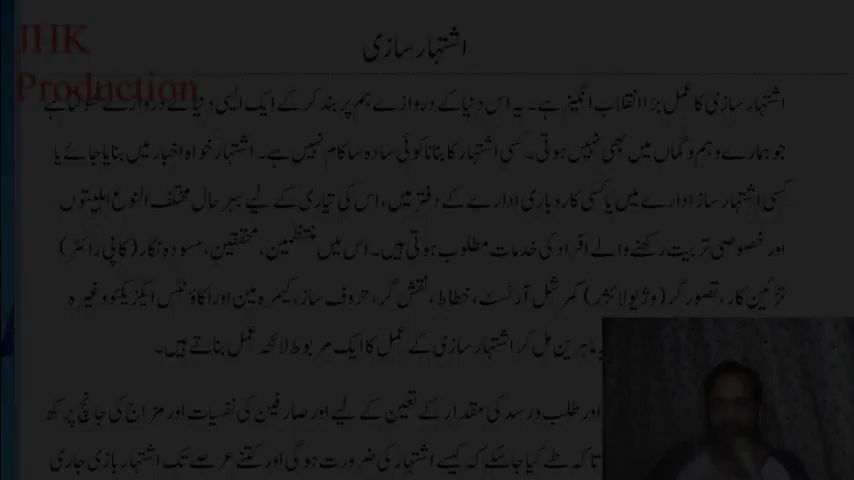 JHK
Production
اشتہار سازی
اشتہار سازی کا عمل بڑا انقلاب انگیز ہے۔ یہ اس دنیا کے دروازے ہم پر بند کر کے ایک ایسی دنیا کے دروازے کھولتا ہے
جو ہمارے وہم و گماں میں بھی نہیں ہوتی۔ کسی اشتہار کا بنانا کوئی سادہ سا کام نہیں ہے۔ اشتہار خواہ اخبار میں بنایا جائے یا
کسی اشتہار ساز ادارے میں یا کسی کاروباری ادارے کے دفتر میں، اس کی تیاری کے لیے بہر حال مختلف النوع اہلیتوں
اور خصوصی تربیت رکھنے والے افراد کی خدمات مطلوب ہوتی ہیں۔ اس میں منتظمین، محققین، مسودہ نگار (کاپی رائٹر)
تزئین کار، تصور گر (وژیولائیزر) کمرشل آرٹسٹ، خطاط، نقش گر، حروف ساز، کیمرہ مین اور اکاؤنٹس ایگزیکٹو وغیرہ
یہ ماہرین مل کر اشتہار سازی کے عمل کا ایک مربوط لائحہ عمل بناتے ہیں۔
اور طلب و رسد کی مقدار کے تعین کے لیے اور صارفین کی نفسیات اور مزاج کی جانچ پرکھ
تاکہ طے کیا جا سکے کہ کیسے اشتہار کی ضرورت ہو گی اور کتنے عرصے تک اشتہار بازی جاری